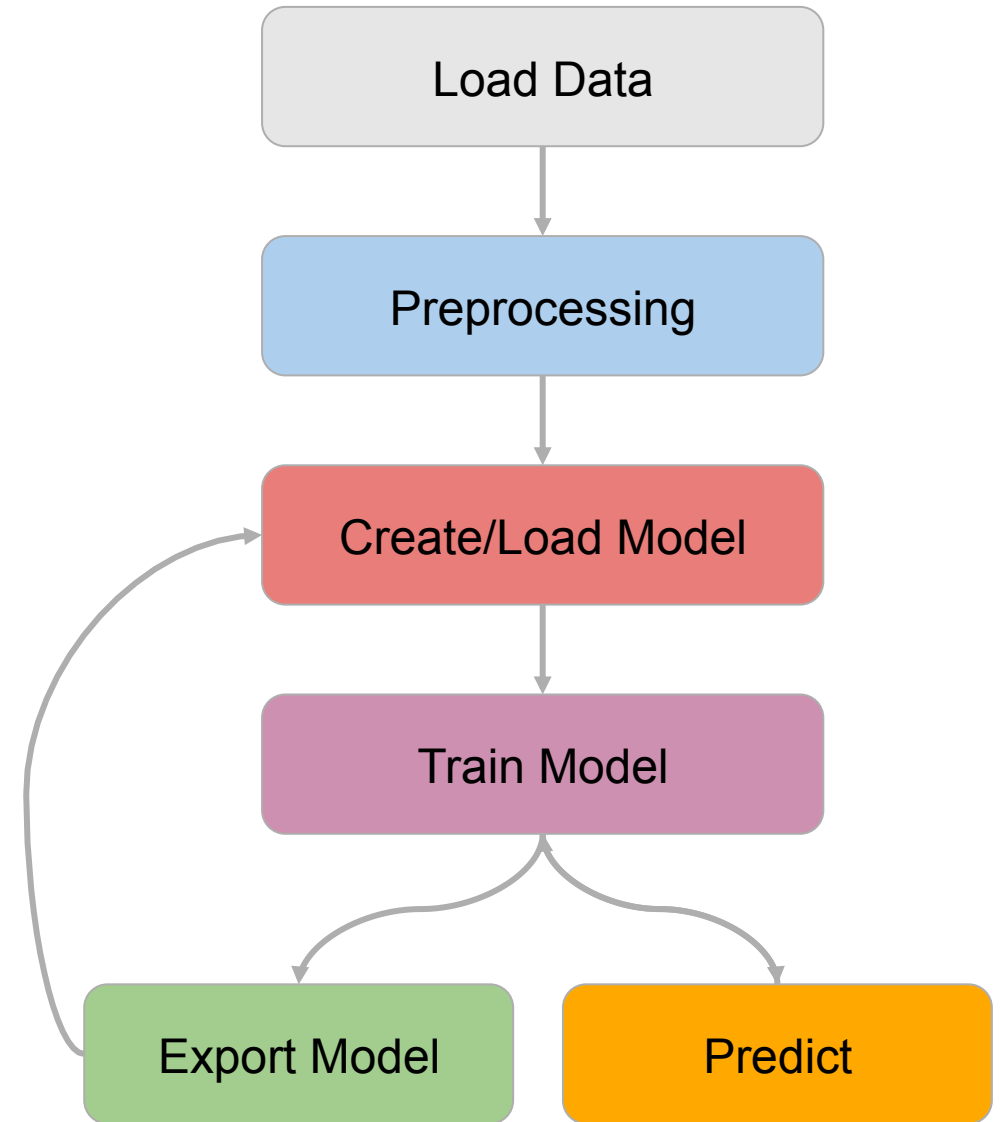 Load Data
Preprocessing
Create/Load Model
Train Model
Export Model
Predict